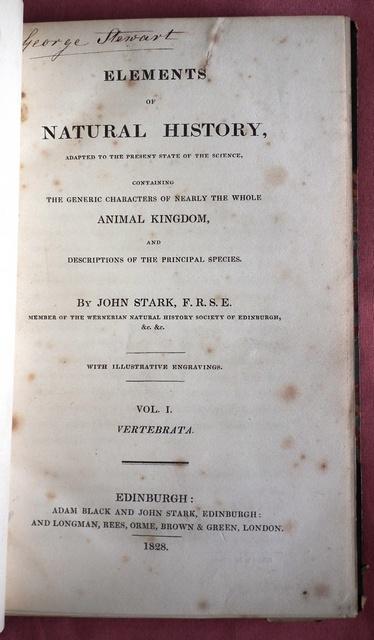 George Stewart
ELEMENTS
OF
NATURAL HISTORY,
ADAPTED TO THE PRESENT STATE OF THE SCIENCE,
CONTAINING
THE GENERIC CHARACTERS OF NEARLY THE WHOLE
ANIMAL KINGDOM,
AND
DESCRIPTIONS OF THE PRINCIPAL SPECIES.
BY JOHN STARK, F. R. S. E.
MEMBER OF THE WERNERIAN NATURAL HISTORY SOCIETY OF EDINBURGH,
&c. &c.
WITH ILLUSTRATIVE ENGRAVINGS.
VOL. I.
VERTEBRATA.
EDINBURGH:
ADAM BLACK AND JOHN STARK, EDINBURGH:
AND LONGMAN, REES, ORME, BROWN & GREEN, LONDON.
1828.